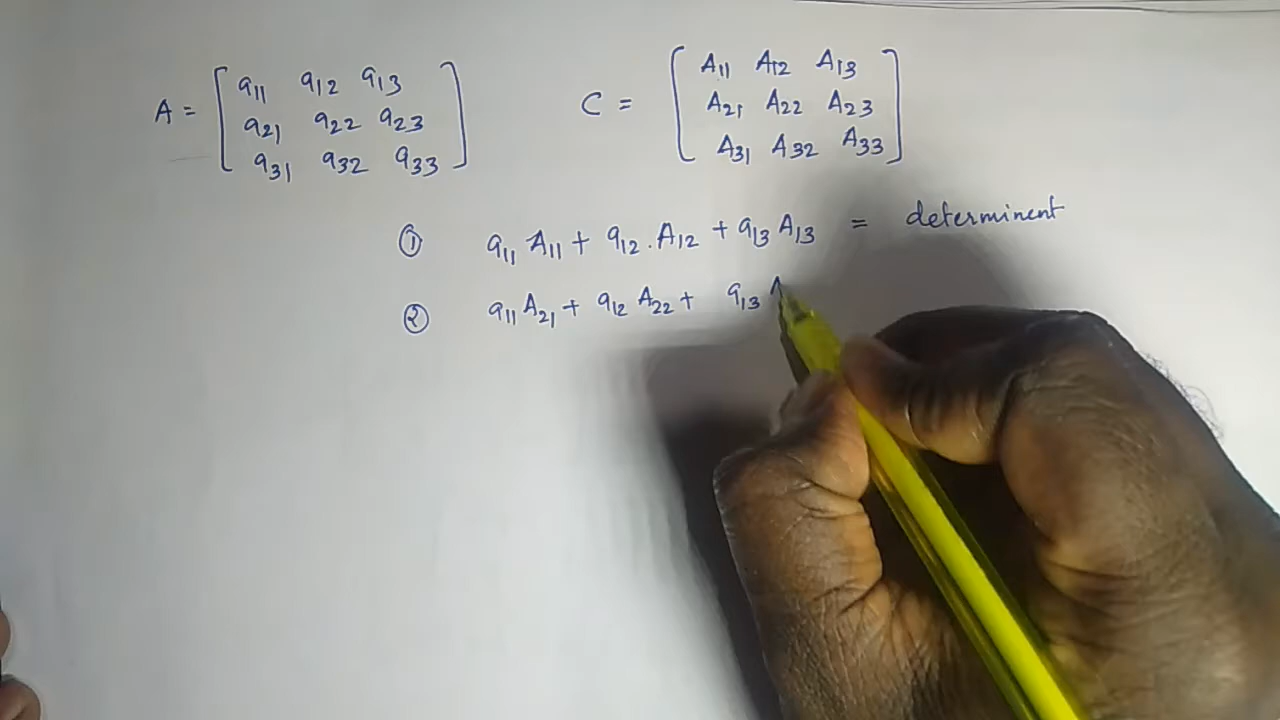 A = [ a11 a12 a13 C = [ A11 A12 A13
a21 a22 a23 A21 A22 A23
a31 a32 a33 ] A31 A32 A33 ]
① a11 A11 + a12 . A12 + a13 A13 = determinent
② a11 A21 + a12 A22 + a13 A